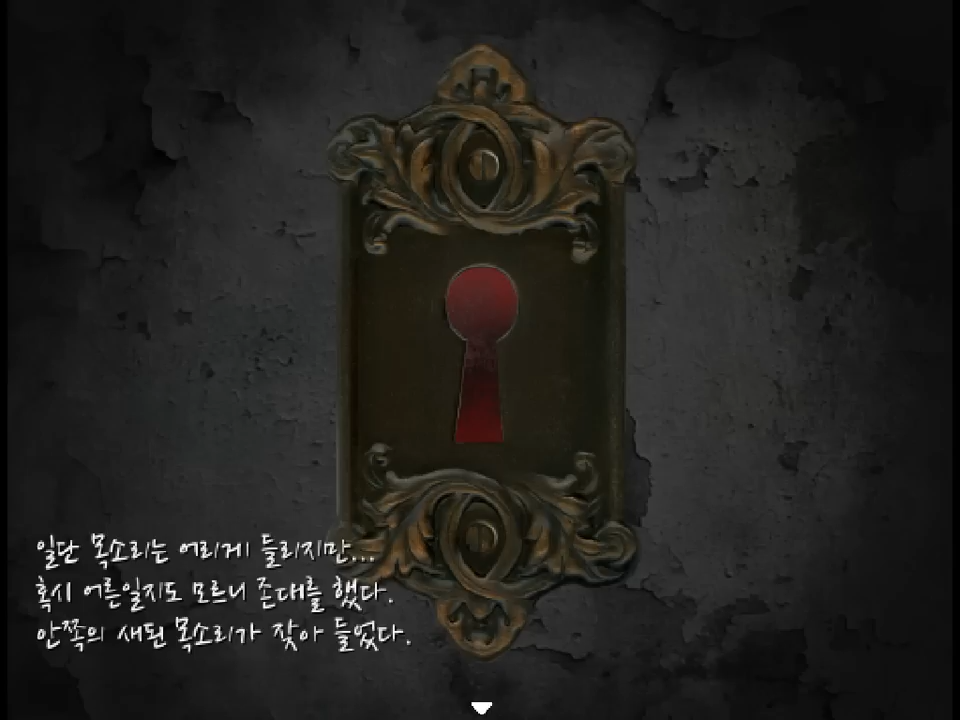 일단 목소리는 어리게 들리지만...
혹시 어른일지도 모르니 존대를 했다.
안쪽의 새된 목소리가 잦아 들었다.